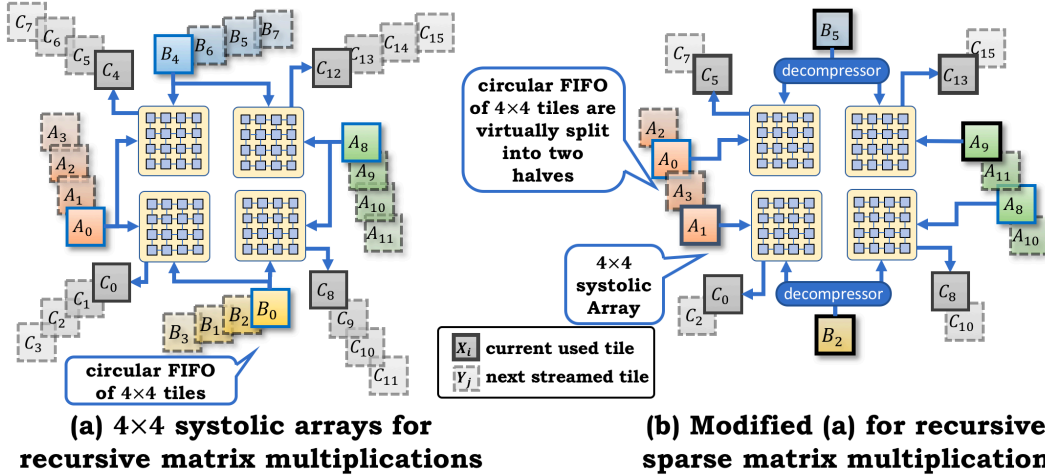 C7
C6
C5
C4
B4
B6
B5
B7
C12
C13
C14
C15
A3
A2
A1
A0
A8
A9
A10
A11
C0
C1
C2
C3
B3
B1
B2
B0
C8
C9
C10
C11
circular FIFO
of 4×4 tiles
(a) 4×4 systolic arrays for
recursive matrix multiplications
B5
decompressor
C7
C5
C15
C13
circular FIFO
of 4×4 tiles are
virtually split
into two
halves
A2
A0
A3
A1
A9
A11
A8
A10
4×4
systolic
Array
C0
C2
decompressor
B2
C8
C10
Xi current used tile
Yj next streamed tile
(b) Modified (a) for recursive
sparse matrix multiplication